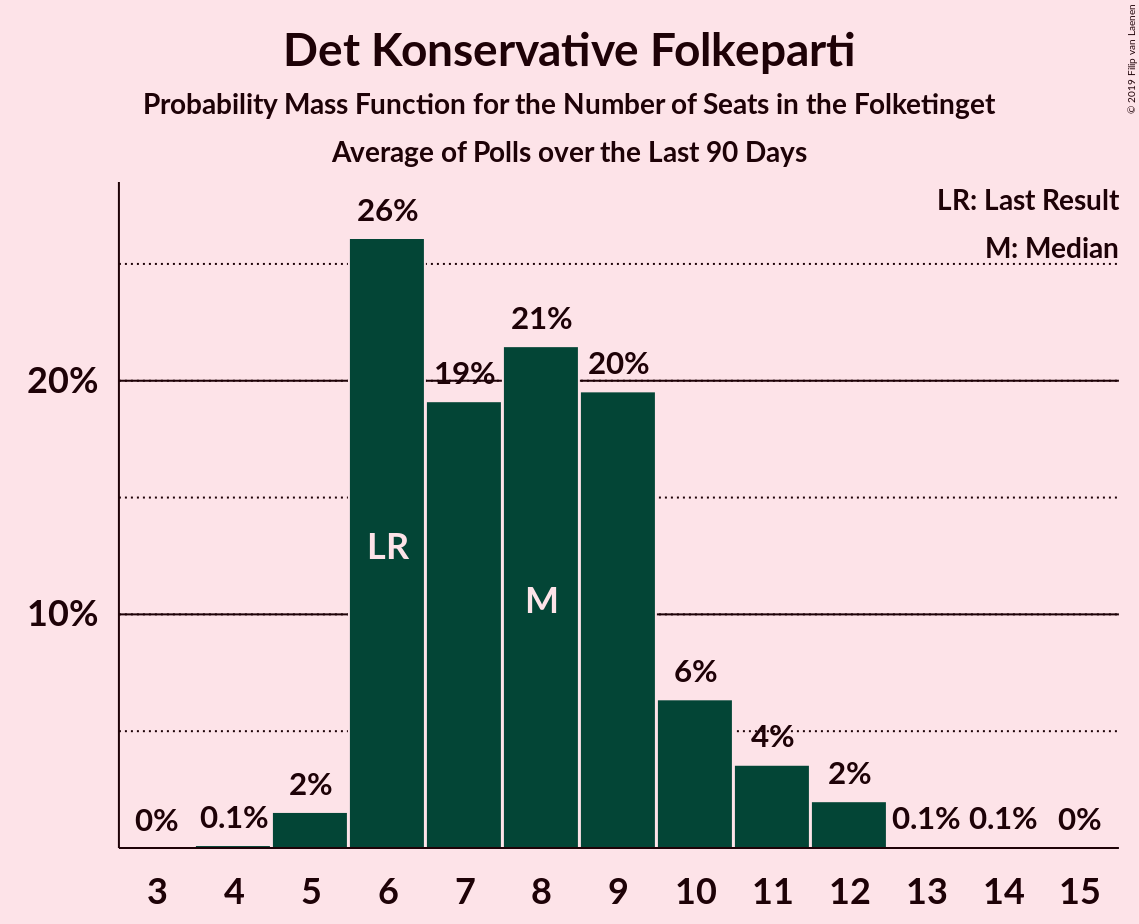 Det Konservative Folkeparti
Probability Mass Function for the Number of Seats in the Folketinget
Average of Polls over the Last 90 Days
© 2019 Filip van Laenen
LR: Last Result
M: Median
26%
21%
20%
19%
20%
LR
M
10%
6%
4%
2%
2%
0% 0.1% 0.1% 0.1% 0%
3 4 5 6 7 8 9 10 11 12 13 14 15